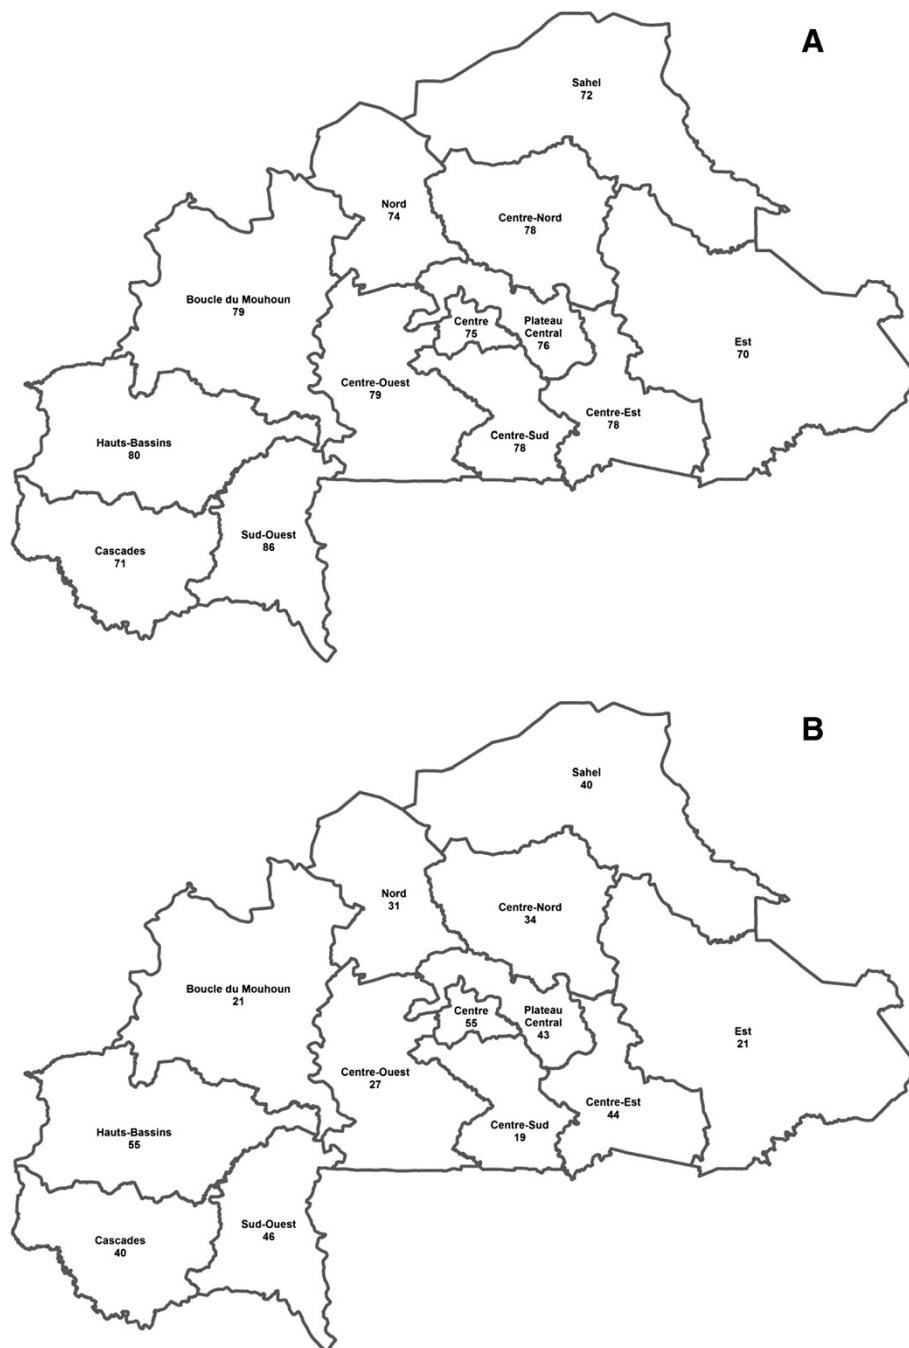 A
Sahel
72
Nord
74
Centre-Nord
78
Boucle du Mouhoun
79
Centre
75
Plateau
Central
76
Est
70
Centre-Ouest
79
Centre-Est
78
Centre-Sud
78
Hauts-Bassins
80
Sud-Ouest
86
Cascades
71
B
Sahel
40
Nord
31
Centre-Nord
34
Boucle du Mouhoun
21
Centre
55
Plateau
Central
43
Est
21
Centre-Ouest
27
Centre-Est
44
Centre-Sud
19
Hauts-Bassins
55
Sud-Ouest
46
Cascades
40